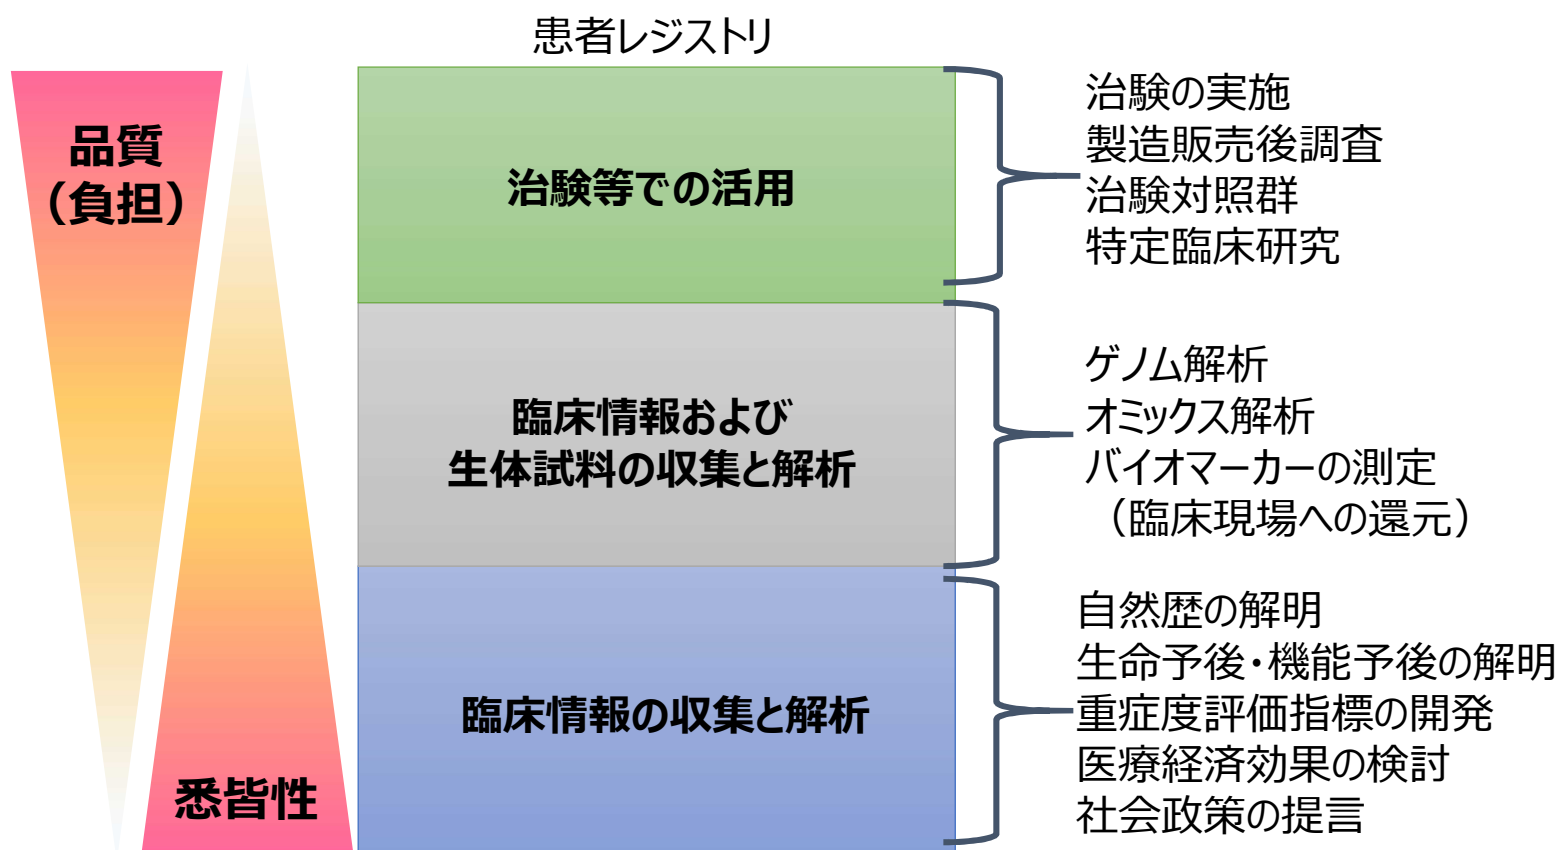 患者レジストリ
品質
（負担）
治験等での活用
治験の実施
製造販売後調査
治験対照群
特定臨床研究
臨床情報および
生体試料の収集と解析
ゲノム解析
オミックス解析
バイオマーカーの測定
（臨床現場への還元）
悉皆性
臨床情報の収集と解析
自然歴の解明
生命予後・機能予後の解明
重症度評価指標の開発
医療経済効果の検討
社会政策の提言